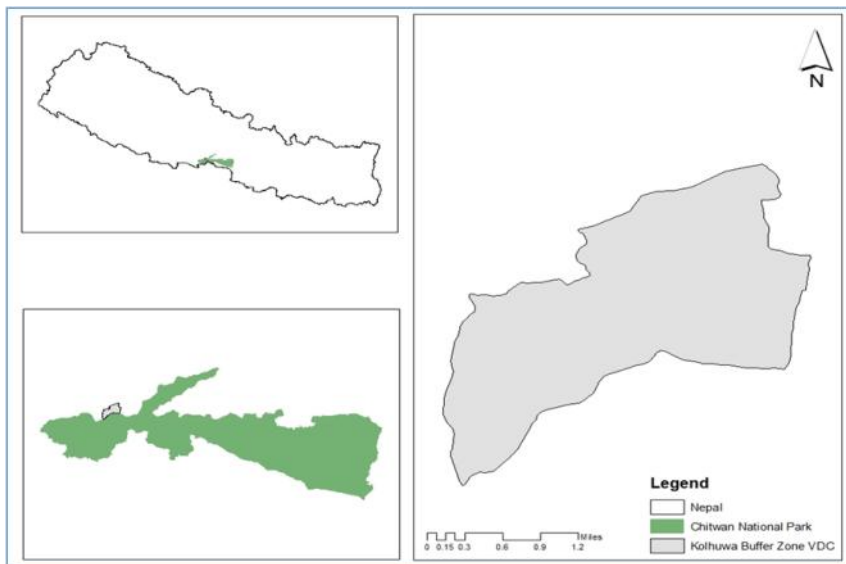 N
Legend
Nepal
Chitwan National Park
Kolhuwa Buffer Zone VDC
Miles
0 0.15 0.3 0.6 0.9 1.2